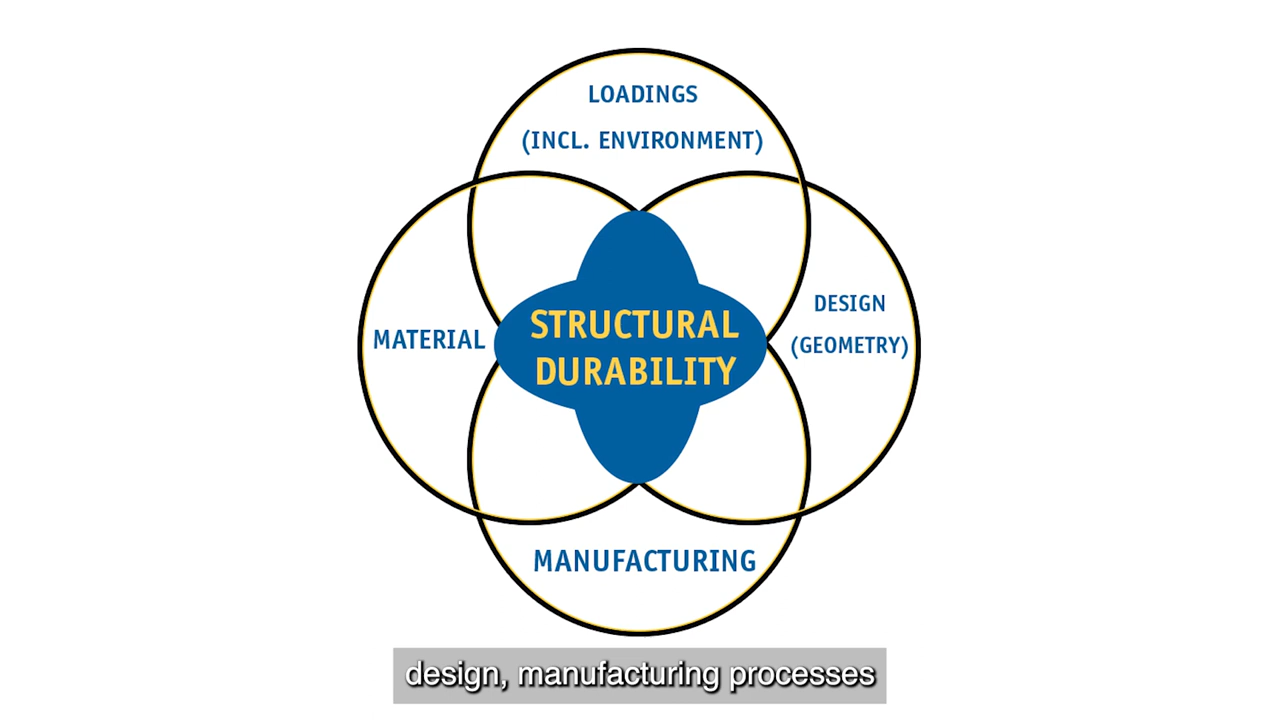 LOADINGS
(INCL. ENVIRONMENT)
MATERIAL
STRUCTURAL
DURABILITY
DESIGN
(GEOMETRY)
MANUFACTURING
design, manufacturing processes